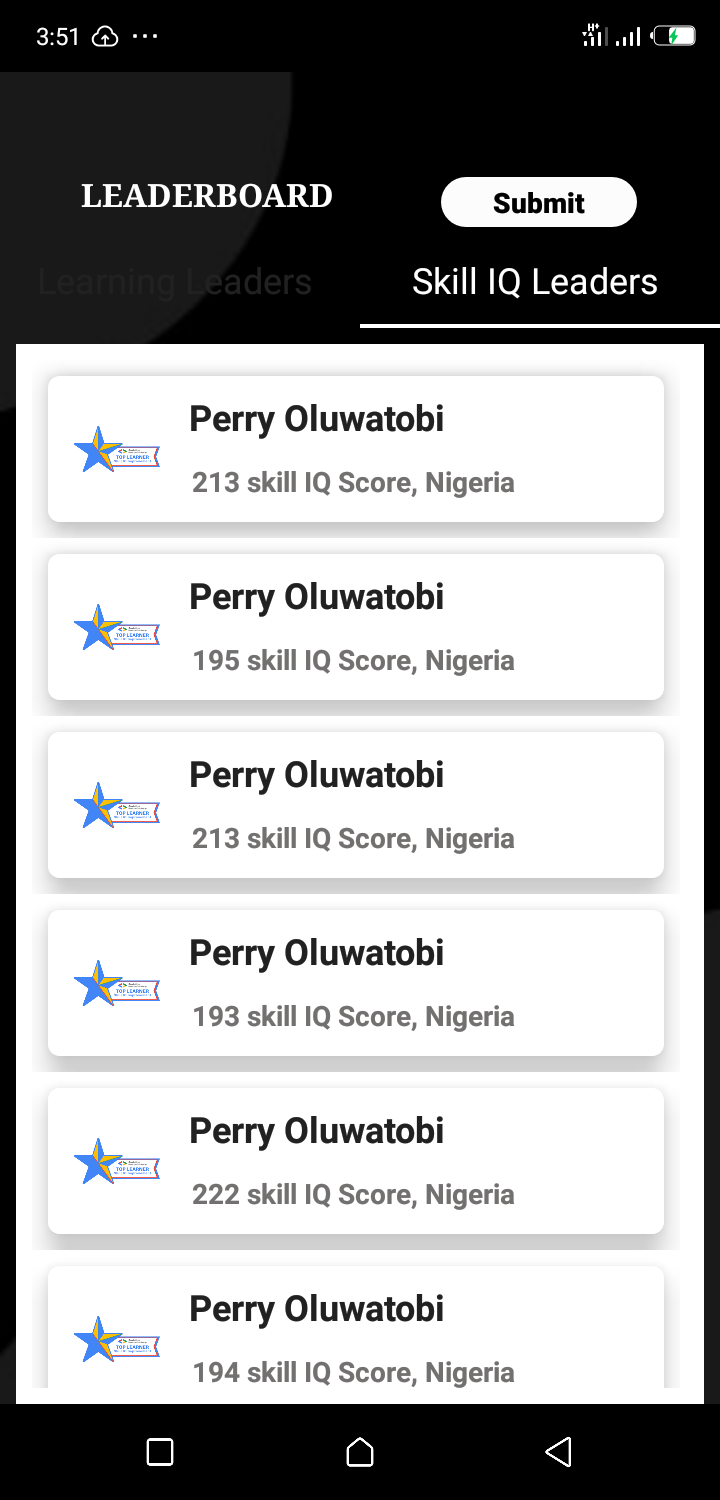 3:51
H+
LEADERBOARD
Submit
Learning Leaders
Skill IQ Leaders
Perry Oluwatobi
TOP LEARNER
213 skill IQ Score, Nigeria
Perry Oluwatobi
TOP LEARNER
195 skill IQ Score, Nigeria
Perry Oluwatobi
TOP LEARNER
213 skill IQ Score, Nigeria
Perry Oluwatobi
TOP LEARNER
193 skill IQ Score, Nigeria
Perry Oluwatobi
TOP LEARNER
222 skill IQ Score, Nigeria
Perry Oluwatobi
TOP LEARNER
194 skill IQ Score, Nigeria